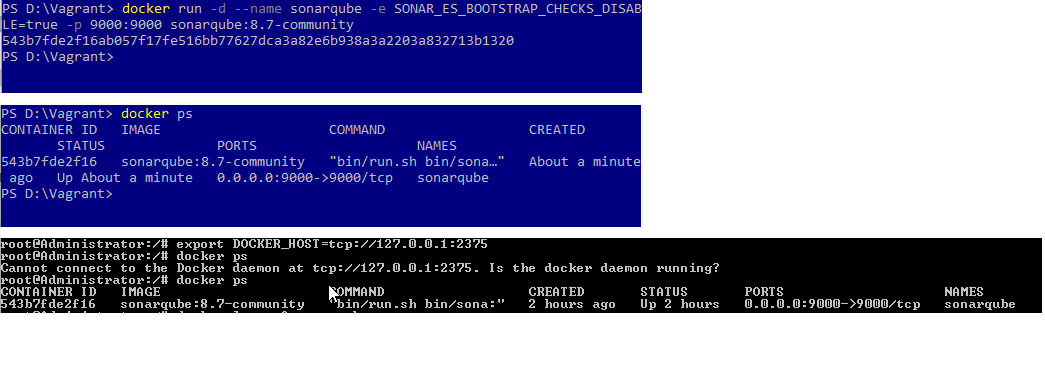 PS D:\Vagrant> docker run -d --name sonarqube -e SONAR_ES_BOOTSTRAP_CHECKS_DISAB
LE=true -p 9000:9000 sonarqube:8.7-community
543b7fde2f16ab057f17fe516bb77627dca3a82e6b938a3a2203a832713b1320
PS D:\Vagrant>
PS D:\Vagrant> docker ps
CONTAINER ID   IMAGE                     COMMAND                  CREATED
       STATUS              PORTS                    NAMES
543b7fde2f16   sonarqube:8.7-community   "bin/run.sh bin/sona…"   About a minute
 ago   Up About a minute   0.0.0.0:9000->9000/tcp   sonarqube
PS D:\Vagrant>
root@Administrator:/# export DOCKER_HOST=tcp://127.0.0.1:2375
root@Administrator:/# docker ps
Cannot connect to the Docker daemon at tcp://127.0.0.1:2375. Is the docker daemon running?
root@Administrator:/# docker ps
CONTAINER ID   IMAGE                     COMMAND                  CREATED       STATUS       PORTS                    NAMES
543b7fde2f16   sonarqube:8.7-community   "bin/run.sh bin/sona:"   2 hours ago   Up 2 hours   0.0.0.0:9000->9000/tcp   sonarqube